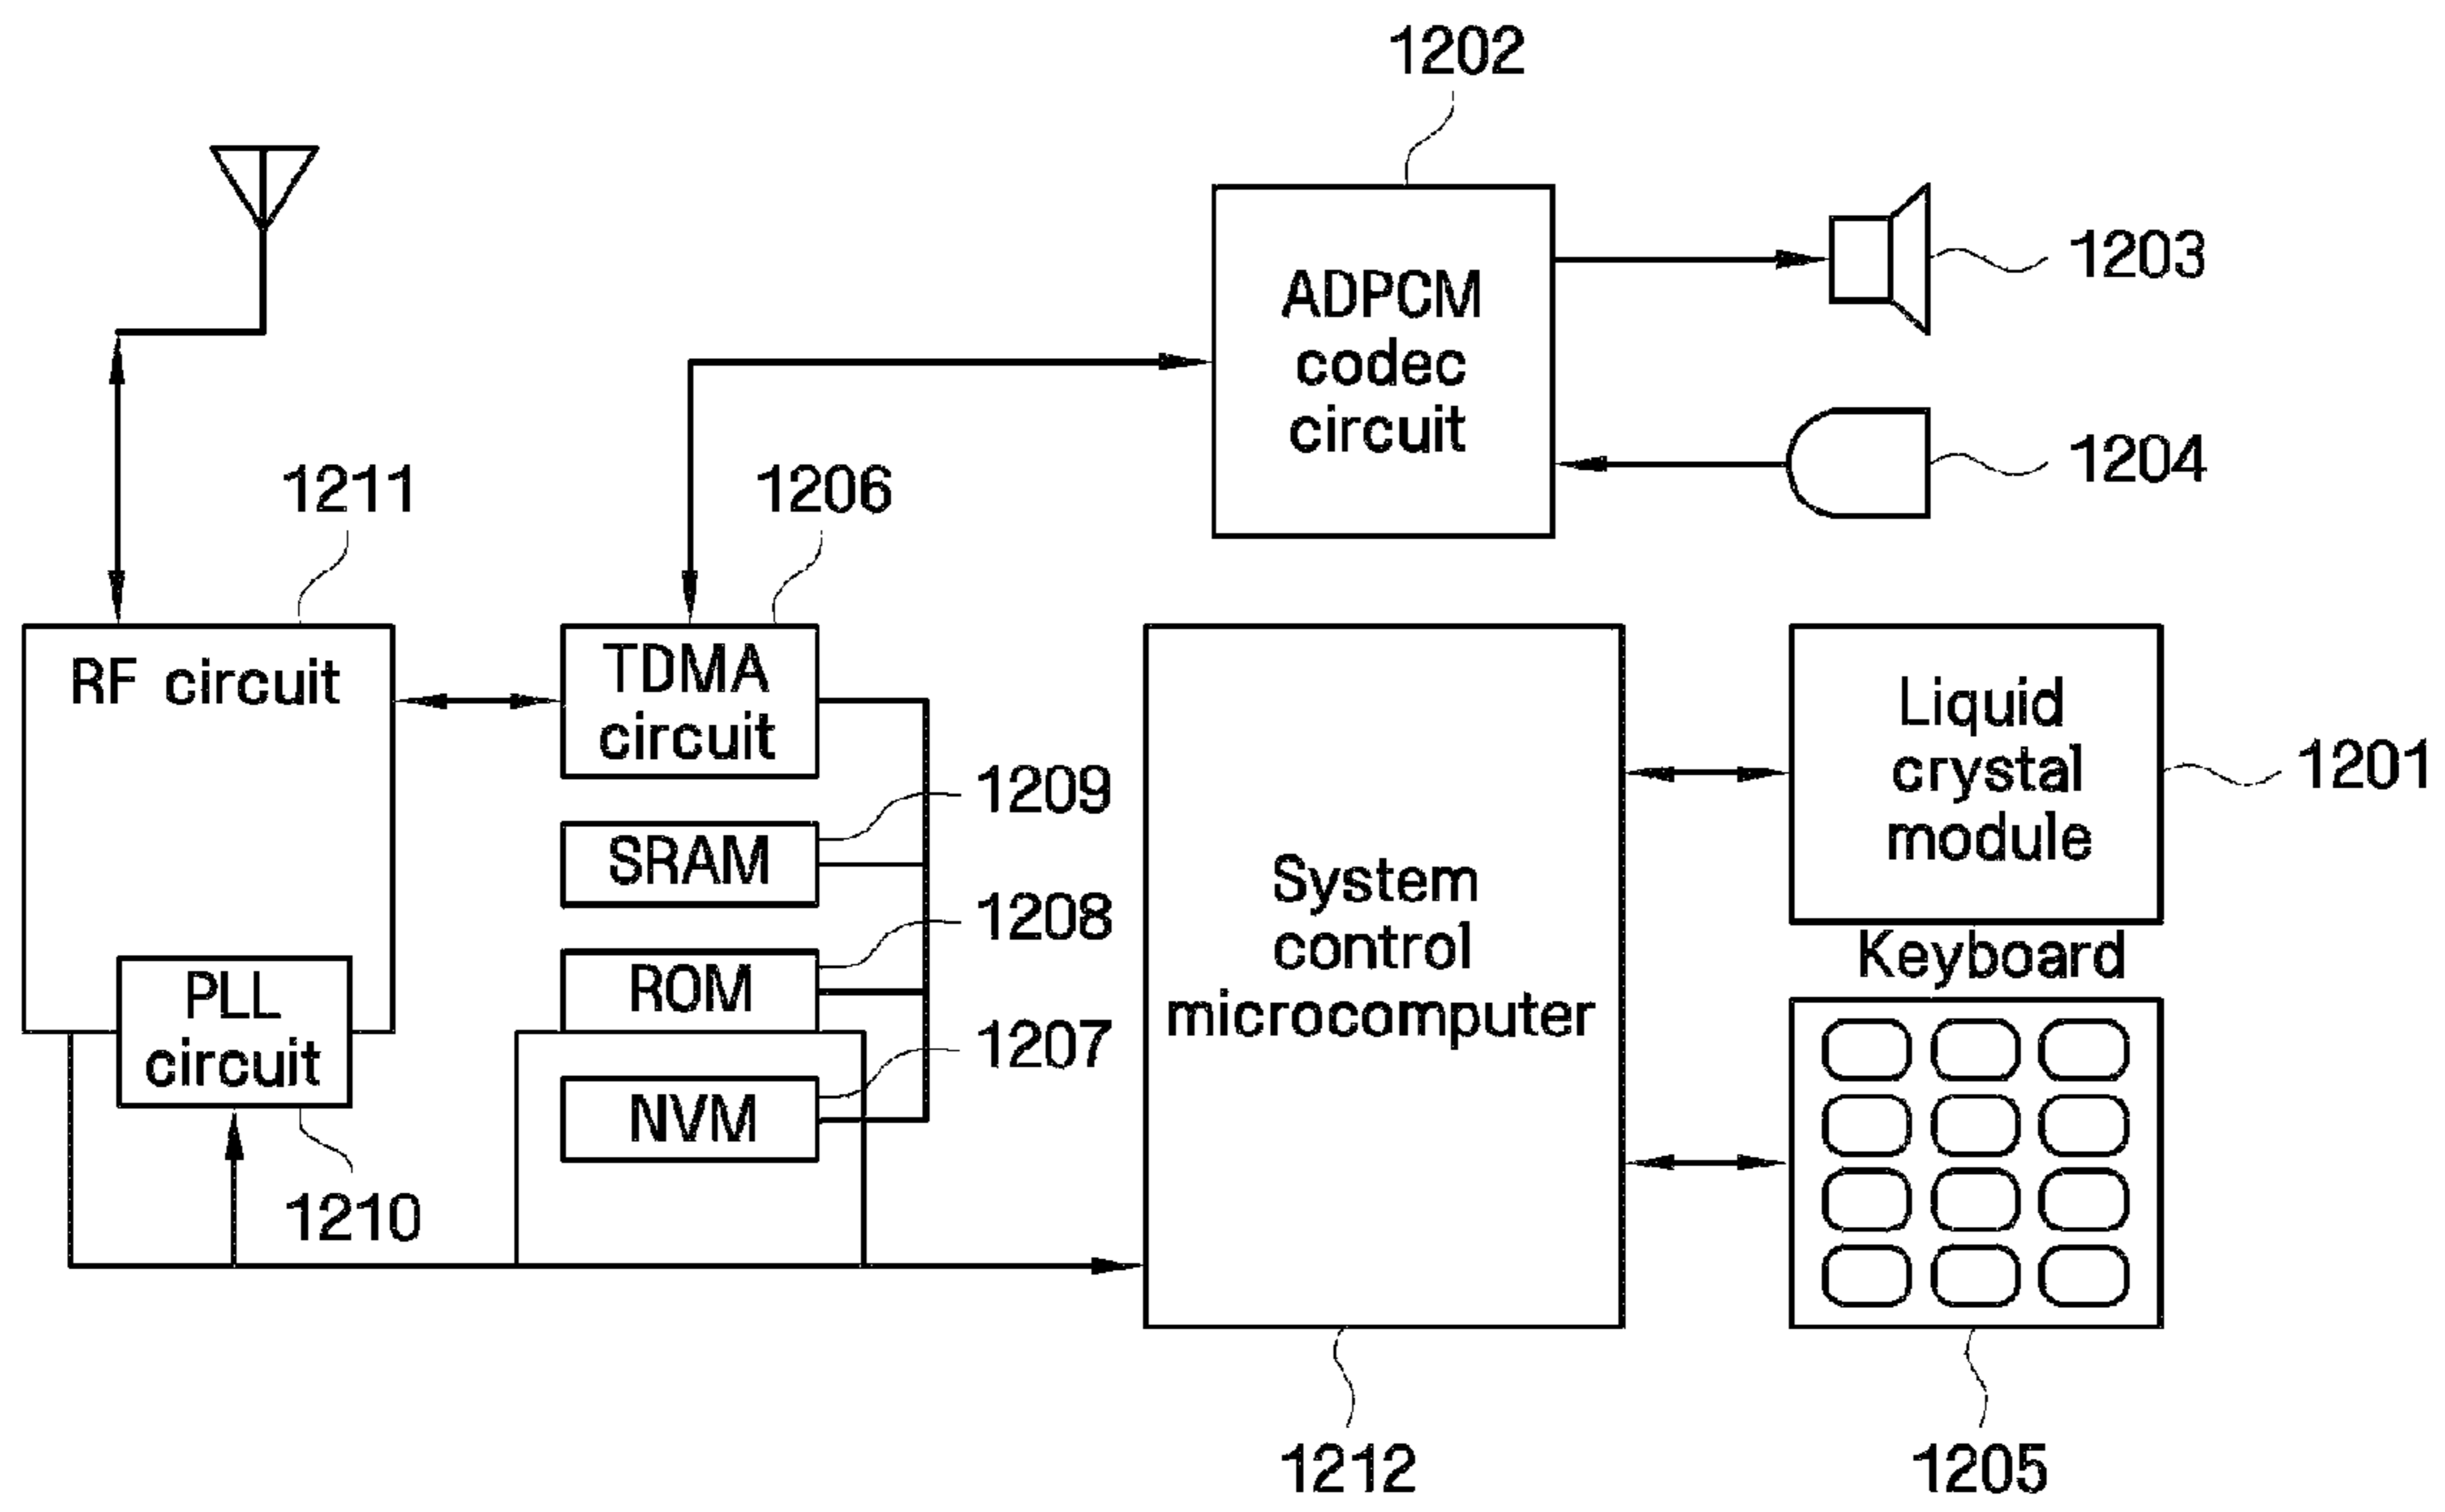 1202
ADPCM
codec
circuit
1203
1204
1211
1206
RF circuit
TDMA
circuit
1209
SRAM
1208
ROM
1207
NVM
PLL
circuit
1210
System
control
microcomputer
1212
Liquid
crystal
module
1201
Keyboard
1205